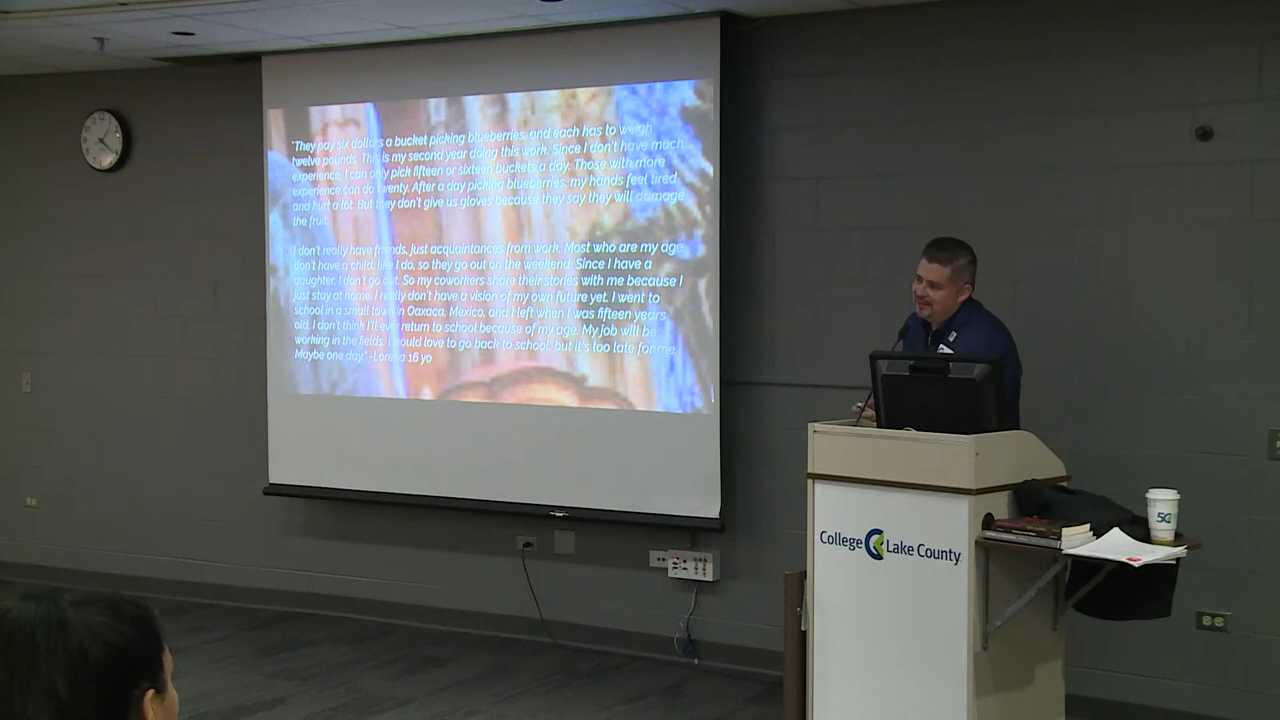 "They pay six dollars a bucket picking blueberries, and each has to weigh
twelve pounds. This is my second year doing this work. Since I don't have much
experience, I can only pick fifteen or sixteen buckets a day. Those with more
experience can do twenty. After a day picking blueberries, my hands feel tired
and hurt a lot. But they don't give us gloves because they say they will damage
the fruit.
I don't really have friends, just acquaintances from work. Most who are my age
don't have a child, like I do, so they go out on the weekend. Since I have a
daughter, I don't go out. So my coworkers share their stories with me because I
just stay at home. I really don't have a vision of my own future yet. I went to
school in a small town in Oaxaca, Mexico, and I left when I was fifteen years
old. I don't think I'll ever return to school because of my age. My job will be
working in the fields. I would love to go back to school, but it's too late for me.
Maybe one day." -Lorena 16 yo
College Lake County